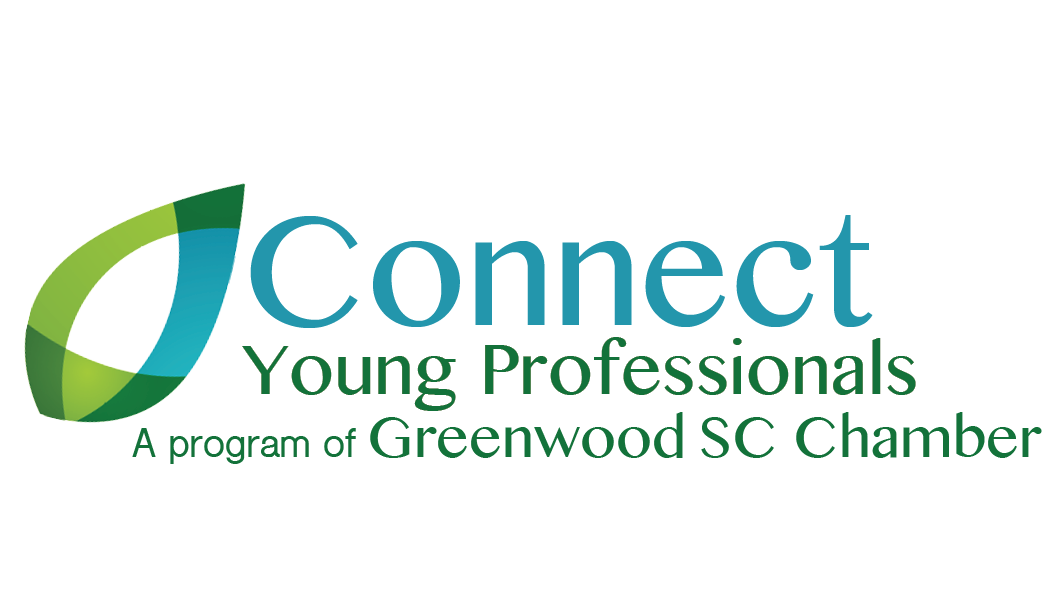 Connect
Young Professionals
A program of Greenwood SC Chamber